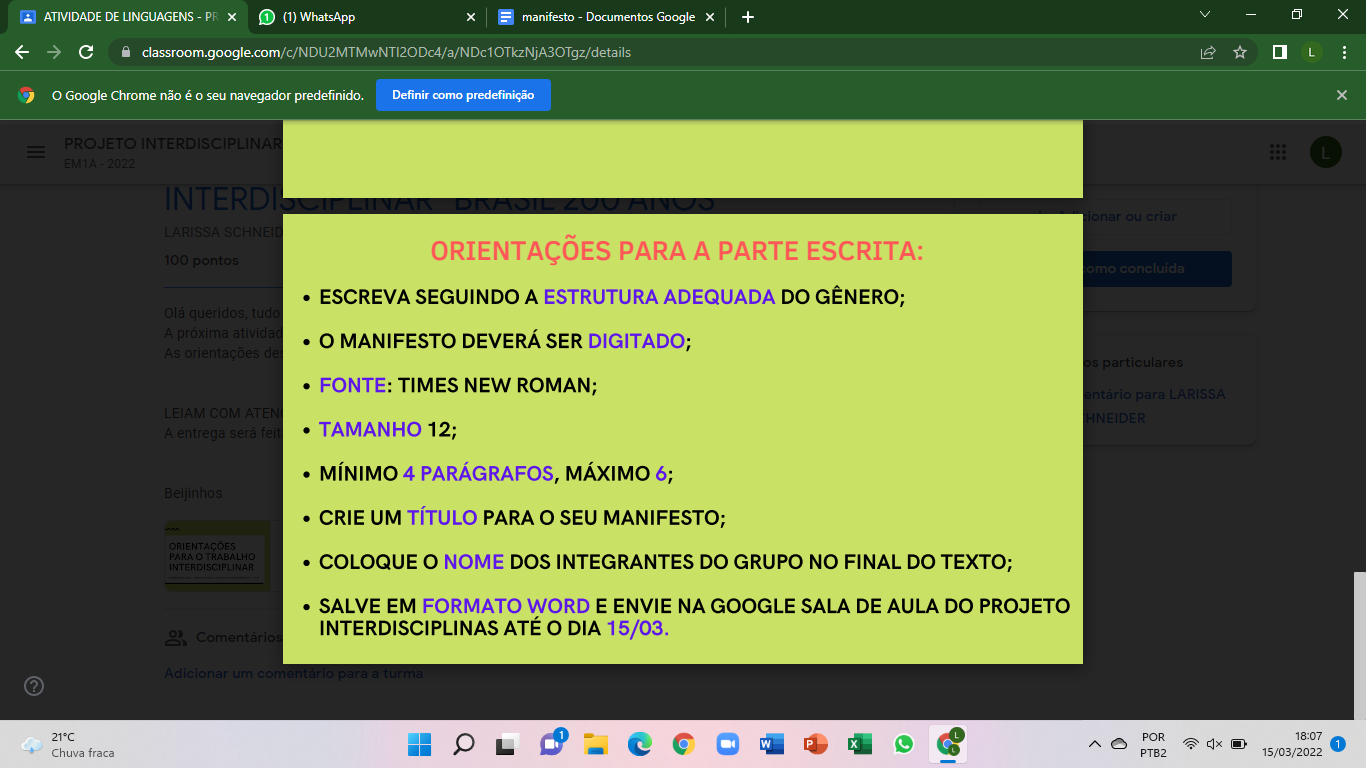 ATIVIDADE DE LINGUAGENS - PR
(1) WhatsApp
manifesto - Documentos Google
classroom.google.com/c/NDU2MTMwNTI2ODc4/a/NDc1OTkzNjA3OTgz/details
L
O Google Chrome não é o seu navegador predefinido.
Definir como predefinição
PROJETO INTERDISCIPLINAR
EM1A - 2022
L
INTERDISCIPLINAR "BRASIL 200 ANOS"
Adicionar ou criar
LARISSA SCHNEID
100 pontos
como concluída
Olá queridos, tudo
A próxima atividad
As orientações des
os particulares
entário para LARISSA
HNEIDER
LEIAM COM ATEN
A entrega será feit
Beijinhos
ORIENTAÇÕES
PARA O TRABALHO
INTERDISCIPLINAR
Comentários
Adicionar um comentário para a turma
ORIENTAÇÕES PARA A PARTE ESCRITA:
• ESCREVA SEGUINDO A ESTRUTURA ADEQUADA DO GÊNERO;
• O MANIFESTO DEVERÁ SER DIGITADO;
• FONTE: TIMES NEW ROMAN;
• TAMANHO 12;
• MÍNIMO 4 PARÁGRAFOS, MÁXIMO 6;
• CRIE UM TÍTULO PARA O SEU MANIFESTO;
• COLOQUE O NOME DOS INTEGRANTES DO GRUPO NO FINAL DO TEXTO;
• SALVE EM FORMATO WORD E ENVIE NA GOOGLE SALA DE AULA DO PROJETO
INTERDISCIPLINAS ATÉ O DIA 15/03.
21°C
Chuva fraca
1
POR
PTB2
18:07
15/03/2022
1